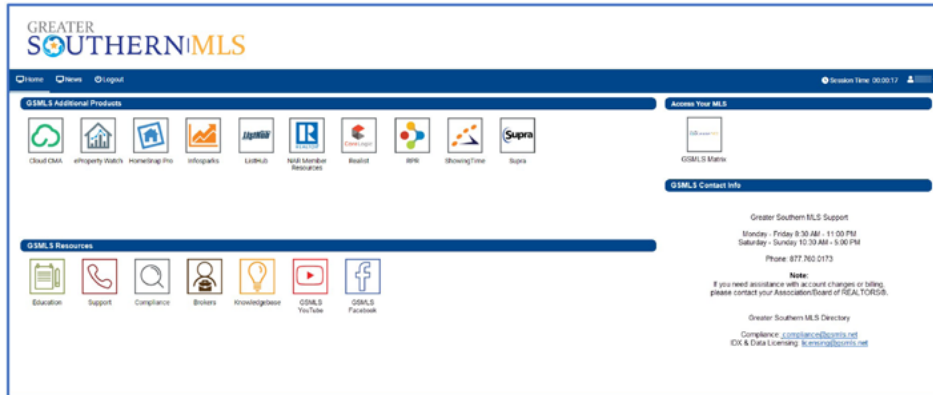 GREATER
SOUTHERN MLS
Home News Logout
Session Time 00:00:17
GSMLS Additional Products
Cloud CMA
eProperty Watch
HomeSnap Pro
Infosparks
ListHub
NAR Member
Resources
Realist
RPR
ShowingTime
Supra
ListHub
REALTOR
CoreLogic
Supra
GSMLS Resources
Education
Support
Compliance
Brokers
Knowledgebase
GSMLS
YouTube
GSMLS
Facebook
Access Your MLS
GSMLS Matrix
GSMLS Contact Info
Greater Southern MLS Support
Monday - Friday 8:30 AM - 11:00 PM
Saturday - Sunday 10:30 AM - 5:00 PM
Phone: 877.760.0173
Note:
If you need assistance with account changes or billing,
please contact your Association/Board of REALTORS®.
Greater Southern MLS Directory
Compliance: compliance@gsmls.net
IDX & Data Licensing: licensing@gsmls.net